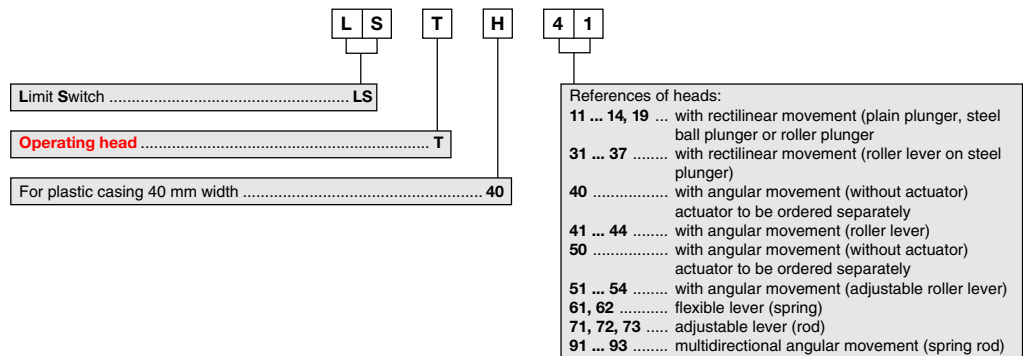 L S T H 4 1
Limit Switch ...................................................... LS
Operating head ................................................................. T
For plastic casing 40 mm width ...................................................... 40
References of heads:
11 ... 14, 19 ... with rectilinear movement (plain plunger, steel
ball plunger or roller plunger
31 ... 37 ........ with rectilinear movement (roller lever on steel
plunger)
40 ................. with angular movement (without actuator)
actuator to be ordered separately
41 ... 44 ........ with angular movement (roller lever)
50 ................. with angular movement (without actuator)
actuator to be ordered separately
51 ... 54 ........ with angular movement (adjustable roller lever)
61, 62 ........... flexible lever (spring)
71, 72, 73 ..... adjustable lever (rod)
91 ... 93 ........ multidirectional angular movement (spring rod)